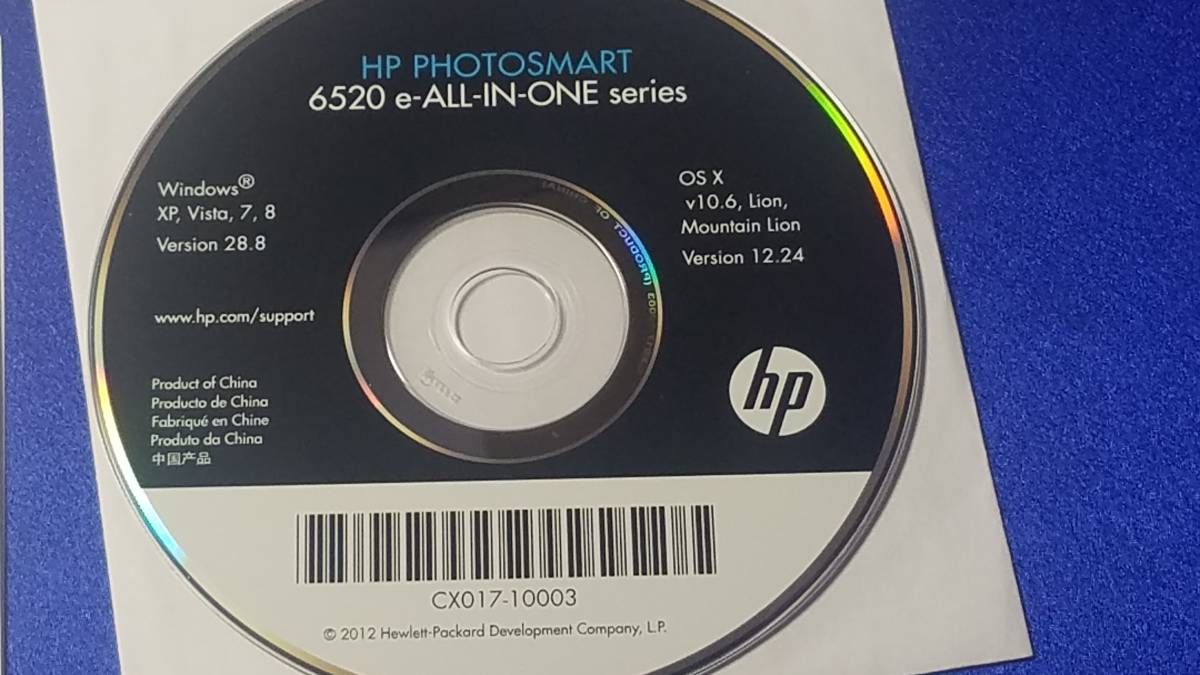 HP PHOTOSMART
6520 e-ALL-IN-ONE series
Windows®
XP, Vista, 7, 8
Version 28.8
www.hp.com/support
Product of China
Producto de China
Fabriqué en Chine
Produto da China
中国产品
OS X
v10.6, Lion,
Mountain Lion
Version 12.24
hp
CX017-10003
© 2012 Hewlett-Packard Development Company, L.P.